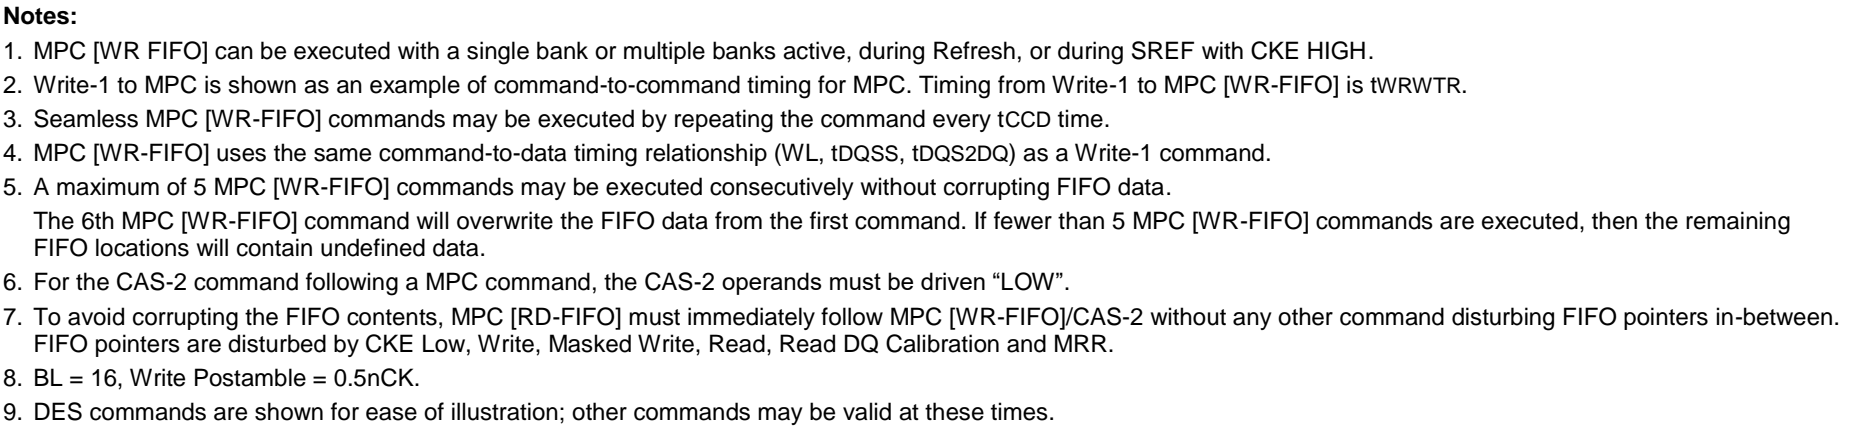 Notes:
1. MPC [WR FIFO] can be executed with a single bank or multiple banks active, during Refresh, or during SREF with CKE HIGH.
2. Write-1 to MPC is shown as an example of command-to-command timing for MPC. Timing from Write-1 to MPC [WR-FIFO] is tWRWTR.
3. Seamless MPC [WR-FIFO] commands may be executed by repeating the command every tCCD time.
4. MPC [WR-FIFO] uses the same command-to-data timing relationship (WL, tDQSS, tDQS2DQ) as a Write-1 command.
5. A maximum of 5 MPC [WR-FIFO] commands may be executed consecutively without corrupting FIFO data.
The 6th MPC [WR-FIFO] command will overwrite the FIFO data from the first command. If fewer than 5 MPC [WR-FIFO] commands are executed, then the remaining
FIFO locations will contain undefined data.
6. For the CAS-2 command following a MPC command, the CAS-2 operands must be driven “LOW”.
7. To avoid corrupting the FIFO contents, MPC [RD-FIFO] must immediately follow MPC [WR-FIFO]/CAS-2 without any other command disturbing FIFO pointers in-between.
FIFO pointers are disturbed by CKE Low, Write, Masked Write, Read, Read DQ Calibration and MRR.
8. BL = 16, Write Postamble = 0.5nCK.
9. DES commands are shown for ease of illustration; other commands may be valid at these times.